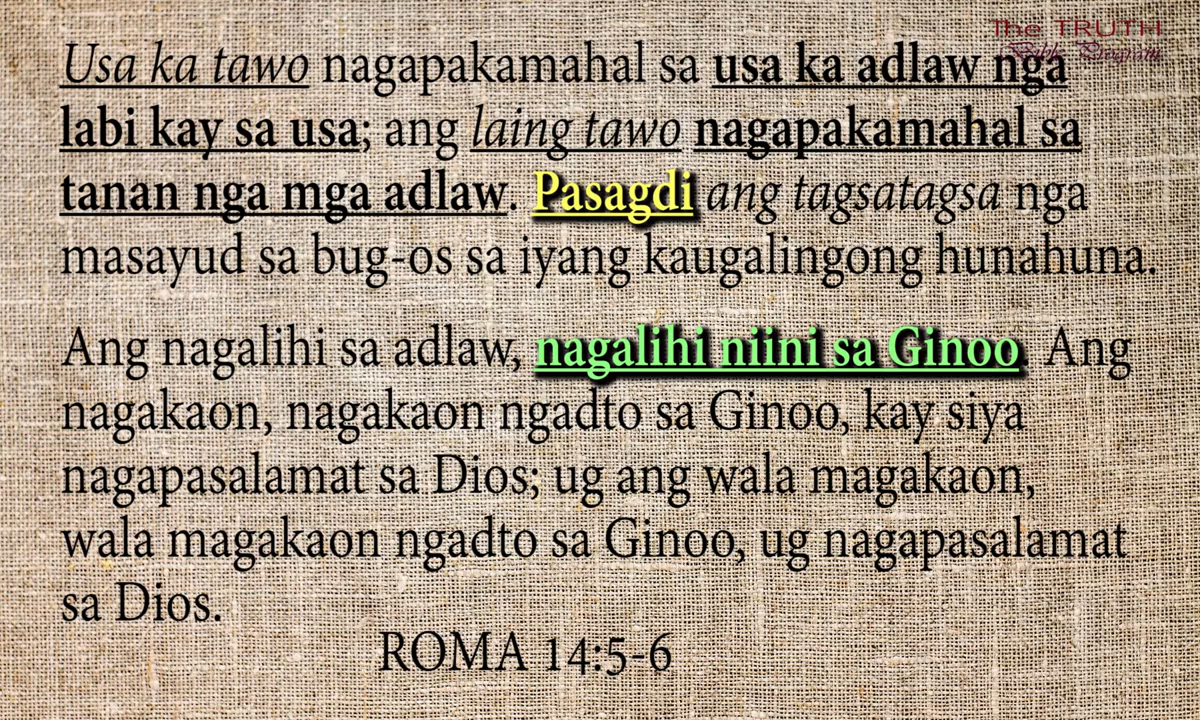 The TRUTH
Bible Program
Usa ka tawo nagapakamahal sa usa ka adlaw nga
labi kay sa usa; ang laing tawo nagapakamahal sa
tanan nga mga adlaw. Pasagdi ang tagsatagsa nga
masayud sa bug-os sa iyang kaugalingong hunahuna.
Ang nagalihi sa adlaw, nagalihi niini sa Ginoo. Ang
nagakaon, nagakaon ngadto sa Ginoo, kay siya
nagapasalamat sa Dios; ug ang wala magakaon,
wala magakaon ngadto sa Ginoo, ug nagapasalamat
sa Dios.
ROMA 14:5-6